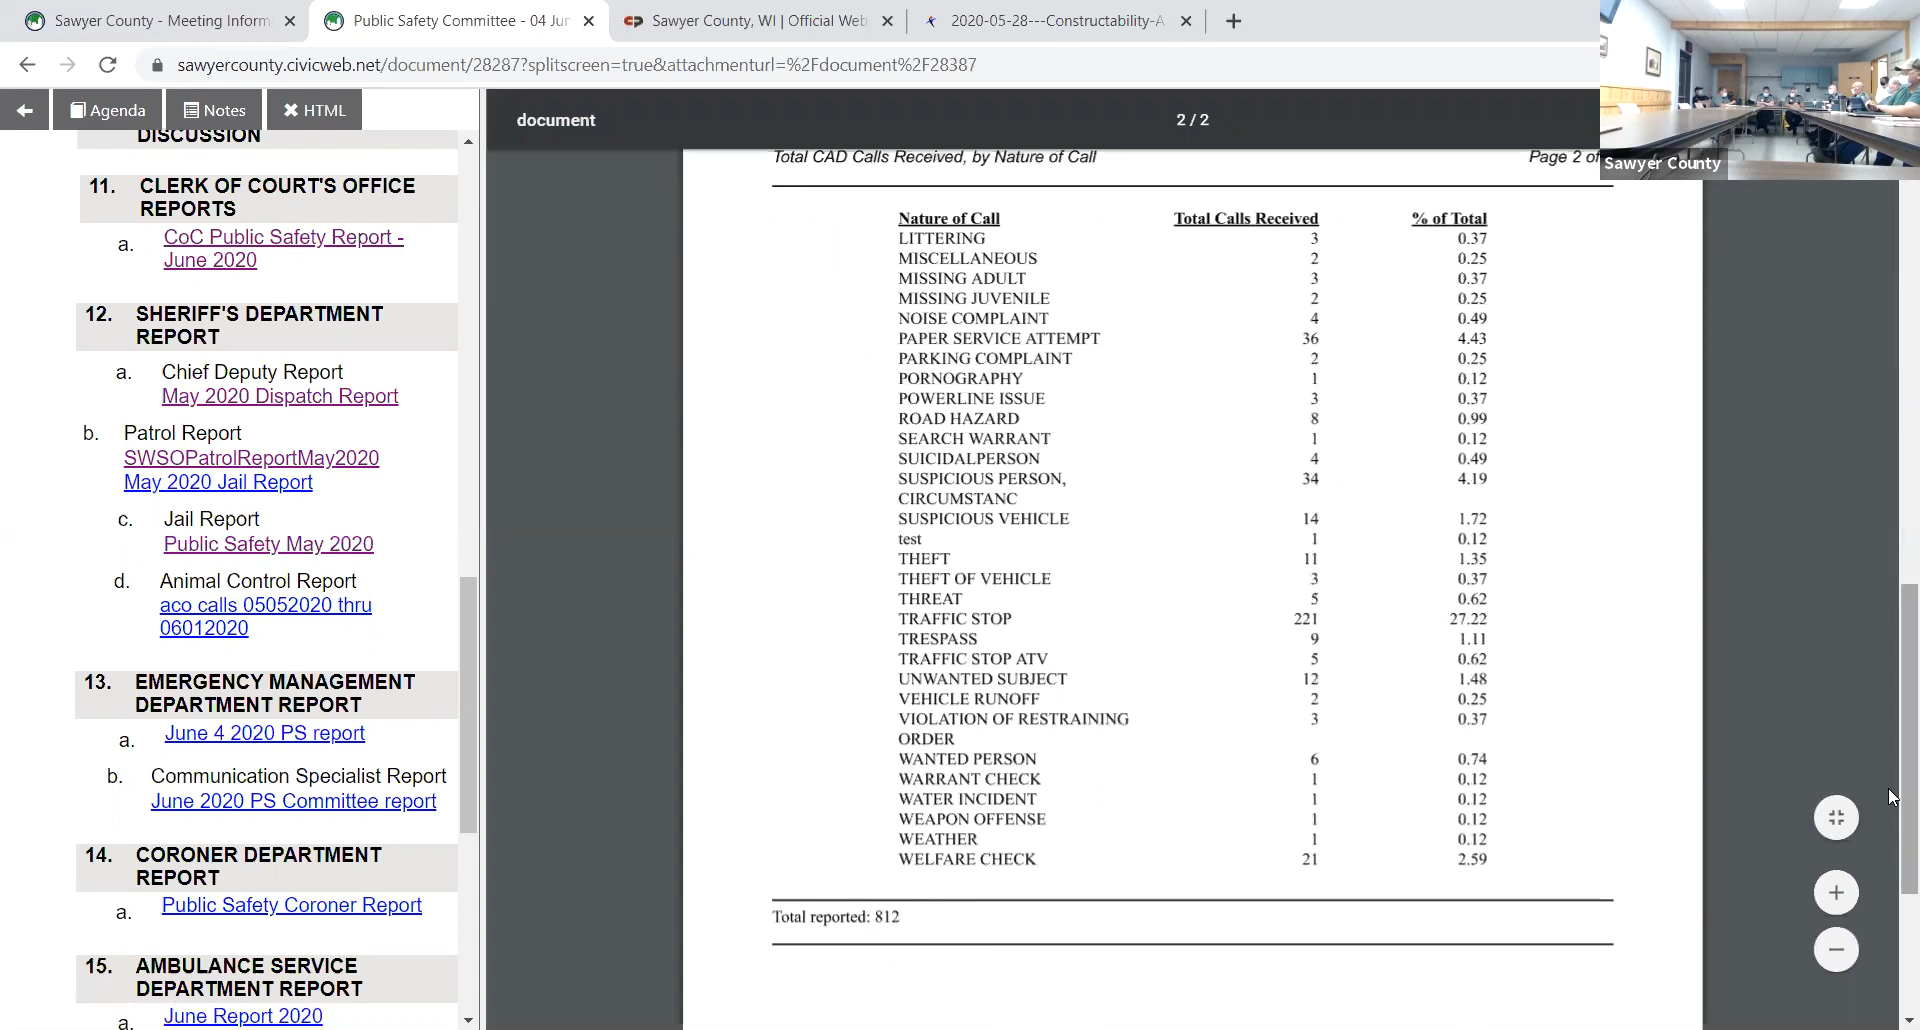 Sawyer County - Meeting Inform
Public Safety Committee - 04 Jun
Sawyer County, WI | Official Web
2020-05-28---Constructability-A
sawyercounty.civicweb.net/document/28287?splitscreen=true&attachmenturl=%2Fdocument%2F28387
Agenda
Notes
HTML
DISCUSSION
11. CLERK OF COURT'S OFFICE
REPORTS
a. CoC Public Safety Report -
June 2020
12. SHERIFF'S DEPARTMENT
REPORT
a. Chief Deputy Report
May 2020 Dispatch Report
b. Patrol Report
SWSOPatrolReportMay2020
May 2020 Jail Report
c. Jail Report
Public Safety May 2020
d. Animal Control Report
aco calls 05052020 thru
06012020
13. EMERGENCY MANAGEMENT
DEPARTMENT REPORT
a. June 4 2020 PS report
b. Communication Specialist Report
June 2020 PS Committee report
14. CORONER DEPARTMENT
REPORT
a. Public Safety Coroner Report
15. AMBULANCE SERVICE
DEPARTMENT REPORT
a. June Report 2020
document 2 / 2
Total CAD Calls Received, by Nature of Call Page 2 of
Nature of Call Total Calls Received % of Total
LITTERING 3 0.37
MISCELLANEOUS 2 0.25
MISSING ADULT 3 0.37
MISSING JUVENILE 2 0.25
NOISE COMPLAINT 4 0.49
PAPER SERVICE ATTEMPT 36 4.43
PARKING COMPLAINT 2 0.25
PORNOGRAPHY 1 0.12
POWERLINE ISSUE 3 0.37
ROAD HAZARD 8 0.99
SEARCH WARRANT 1 0.12
SUICIDALPERSON 4 0.49
SUSPICIOUS PERSON, 34 4.19
CIRCUMSTANC
SUSPICIOUS VEHICLE 14 1.72
test 1 0.12
THEFT 11 1.35
THEFT OF VEHICLE 3 0.37
THREAT 5 0.62
TRAFFIC STOP 221 27.22
TRESPASS 9 1.11
TRAFFIC STOP ATV 5 0.62
UNWANTED SUBJECT 12 1.48
VEHICLE RUNOFF 2 0.25
VIOLATION OF RESTRAINING 3 0.37
ORDER
WANTED PERSON 6 0.74
WARRANT CHECK 1 0.12
WATER INCIDENT 1 0.12
WEAPON OFFENSE 1 0.12
WEATHER 1 0.12
WELFARE CHECK 21 2.59
Total reported: 812
Sawyer County